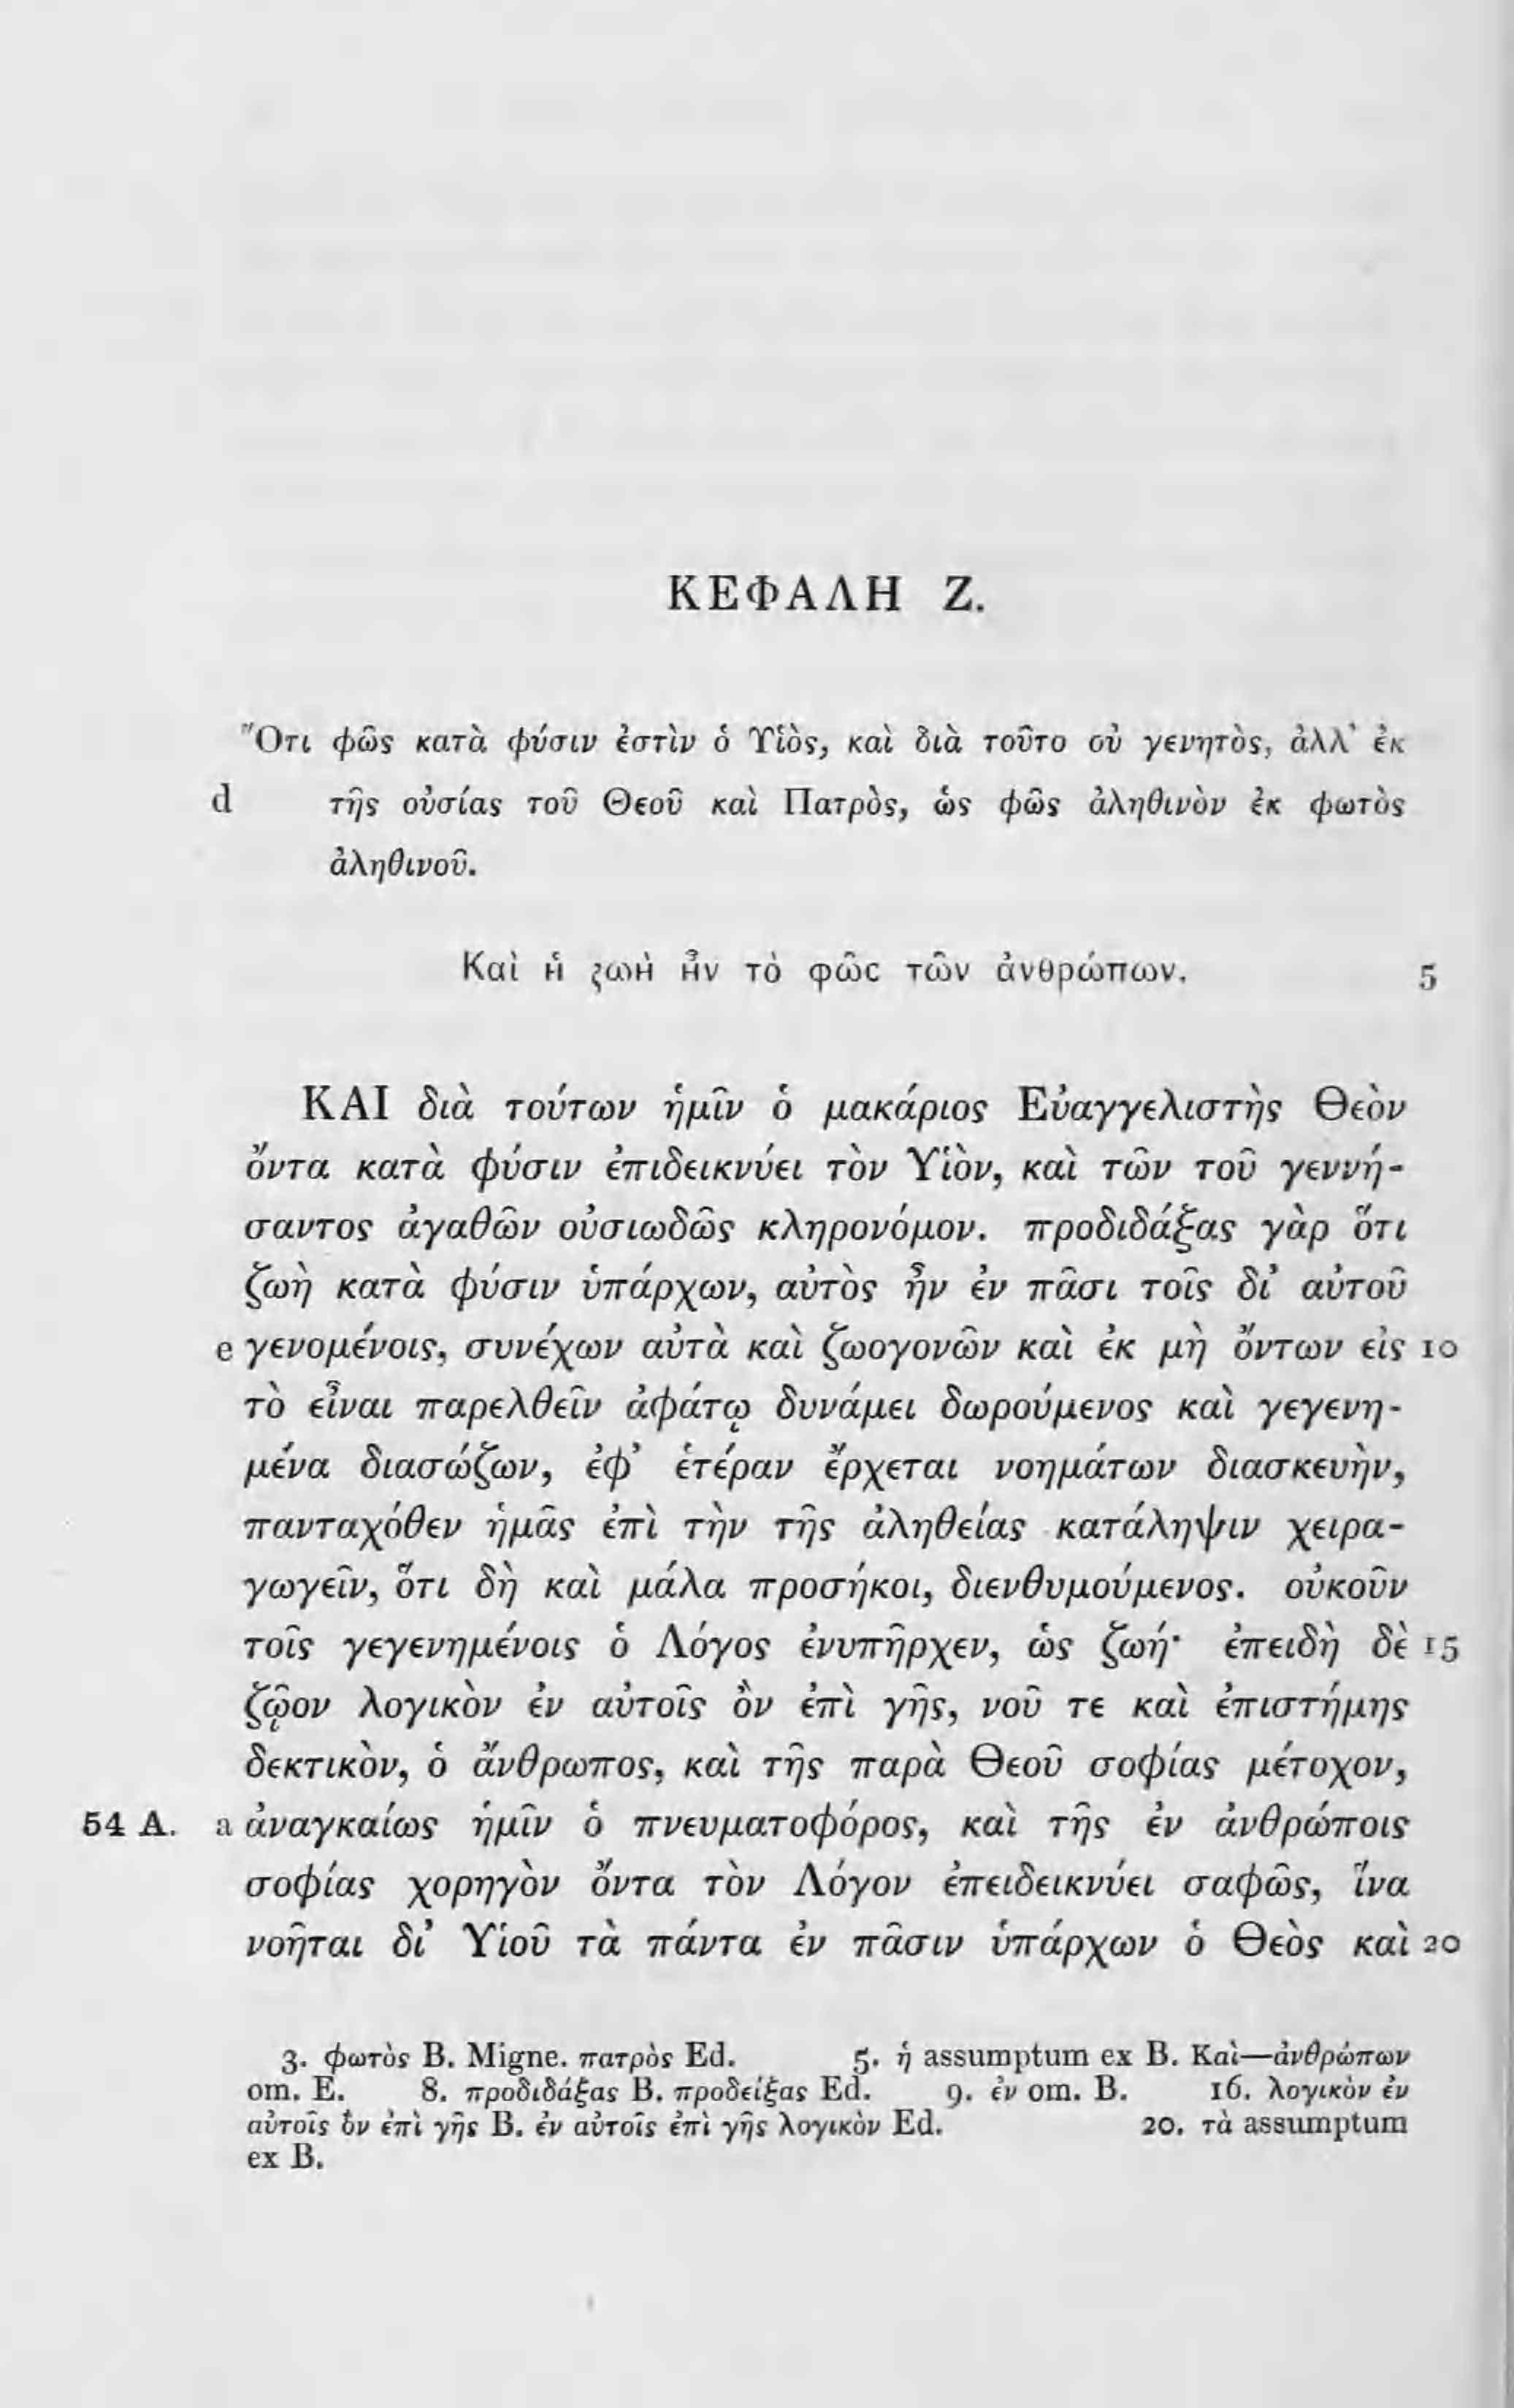 ΚΕΦΑΛΗ Ζ.
Ὅτι φῶς κατὰ φύσιν ἐστὶν ὁ Υἱὸς, καὶ διὰ τοῦτο οὐ γενητὸς, ἀλλ' ἐκ
d τῆς οὐσίας τοῦ Θεοῦ καὶ Πατρὸς, ὡς φῶς ἀληθινὸν ἐκ φωτὸς
ἀληθινοῦ.
Καὶ ἡ ζωὴ ἦν τὸ φῶς τῶν ἀνθρώπων. 5
ΚΑΙ διὰ τούτων ἡμῖν ὁ μακάριος Εὐαγγελιστὴς Θεὸν
ὄντα κατὰ φύσιν ἐπιδεικνύει τὸν Υἱὸν, καὶ τῶν τοῦ γεννή-
σαντος ἀγαθῶν οὐσιωδῶς κληρονόμον. προδιδάξας γὰρ ὅτι
ζωὴ κατὰ φύσιν ὑπάρχων, αὐτὸς ἦν ἐν πᾶσι τοῖς δι' αὐτοῦ
e γενομένοις, συνέχων αὐτὰ καὶ ζωογονῶν καὶ ἐκ μὴ ὄντων εἰς 10
τὸ εἶναι παρελθεῖν ἀφάτῳ δυνάμει δωρούμενος καὶ γεγενη-
μένα διασώζων, ἐφ' ἑτέραν ἔρχεται νοημάτων διασκευὴν,
πανταχόθεν ἡμᾶς ἐπὶ τὴν τῆς ἀληθείας κατάληψιν χειρα-
γωγεῖν, ὅτι δὴ καὶ μάλα προσήκοι, διενθυμούμενος. οὐκοῦν
τοῖς γεγενημένοις ὁ Λόγος ἐνυπῆρχεν, ὡς ζωή· ἐπειδὴ δὲ 15
ζῷον λογικὸν ἐν αὐτοῖς ὂν ἐπὶ γῆς, νοῦ τε καὶ ἐπιστήμης
δεκτικὸν, ὁ ἄνθρωπος, καὶ τῆς παρὰ Θεοῦ σοφίας μέτοχον,
54 A. a ἀναγκαίως ἡμῖν ὁ πνευματοφόρος, καὶ τῆς ἐν ἀνθρώποις
σοφίας χορηγὸν ὄντα τὸν Λόγον ἐπειδεικνύει σαφῶς, ἵνα
νοῆται δι' Υἱοῦ τὰ πάντα ἐν πᾶσιν ὑπάρχων ὁ Θεὸς καὶ 20
3. φωτὸς B. Migne. πατρὸς Ed. 5. ἡ assumptum ex B. Καὶ—ἀνθρώπων
om. E. 8. προδιδάξας B. προδείξας Ed. 9. ἐν om. B. 16. λογικὸν ἐν
αὐτοῖς ὂν ἐπὶ γῆς B. ἐν αὐτοῖς ἐπὶ γῆς λογικὸν Ed. 20. τὰ assumptum
ex B.